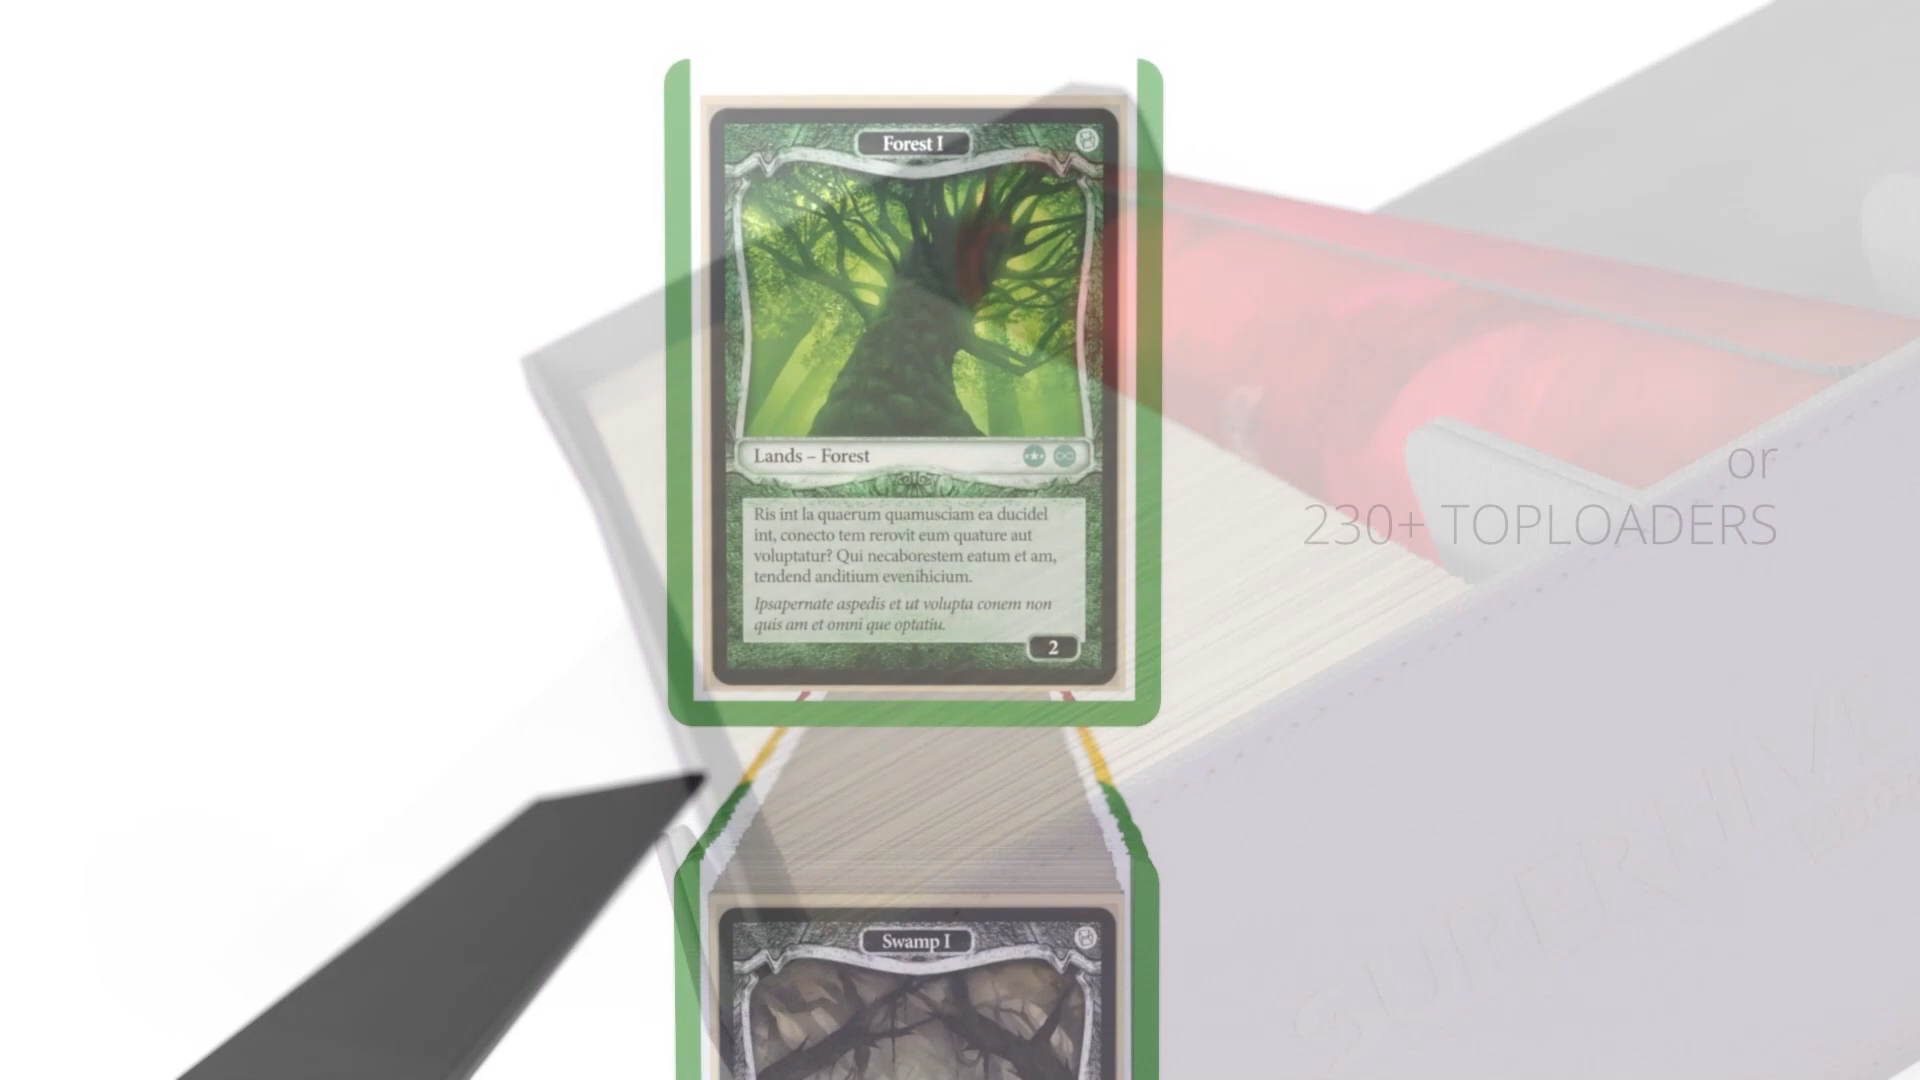 Forest I
Lands – Forest
Ris int la quaerum quamusciam ea ducidel
int, conecto tem rerovit eum quature aut
voluptatur? Qui necaborestem eatum et am,
tendend anditium evenihicium.
Ipsapernate aspedis et ut volupta conem non
quis am et omni que optatiu.
2
or
230+ TOPLOADERS
SUPERHIVE
Swamp I